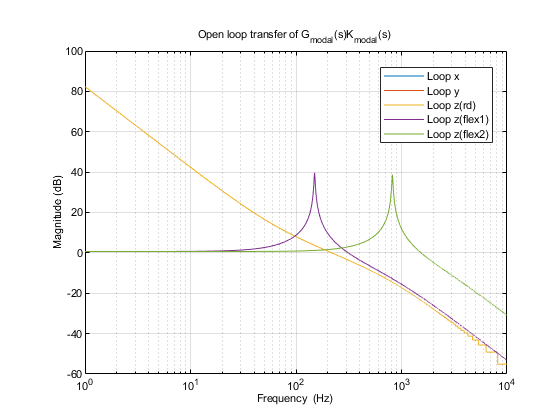 Open loop transfer of G_modal(s)K_modal(s)
100
80
60
40
20
0
-20
-40
-60
Magnitude (dB)
Loop x
Loop y
Loop z(rd)
Loop z(flex1)
Loop z(flex2)
10^0
10^1
10^2
10^3
10^4
Frequency (Hz)